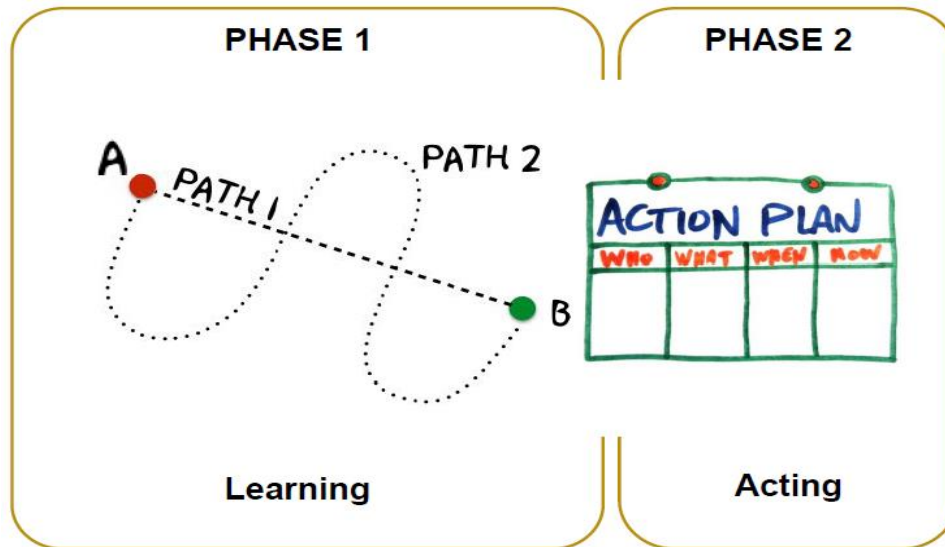 PHASE 1
PHASE 2
A
PATH 1
PATH 2
B
ACTION PLAN
WHO WHAT WHEN HOW
Learning
Acting